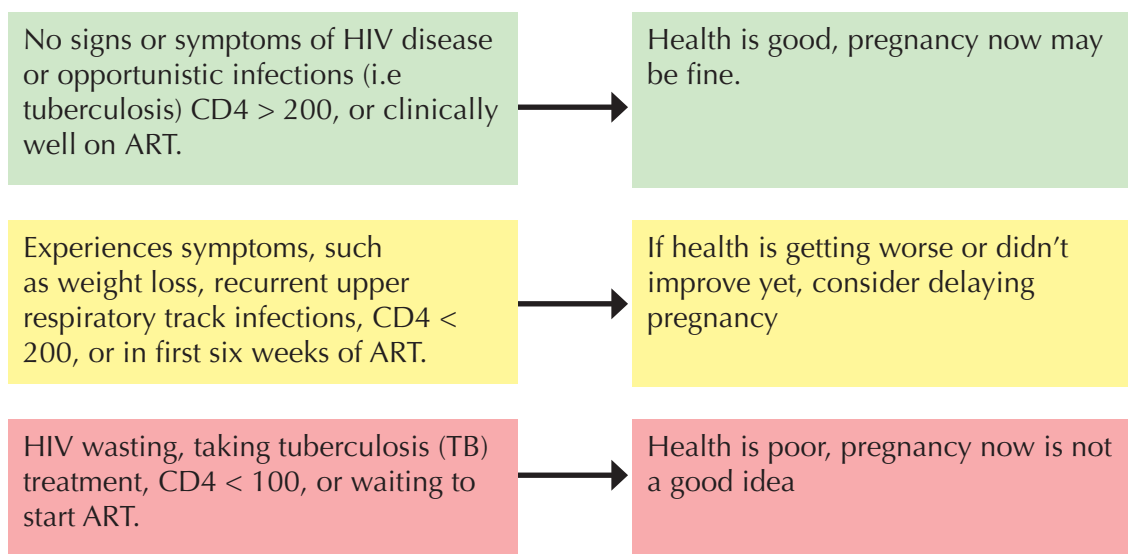 No signs or symptoms of HIV disease
or opportunistic infections (i.e
tuberculosis) CD4 > 200, or clinically
well on ART.
Health is good, pregnancy now may
be fine.
Experiences symptoms, such
as weight loss, recurrent upper
respiratory track infections, CD4 <
200, or in first six weeks of ART.
If health is getting worse or didn’t
improve yet, consider delaying
pregnancy
HIV wasting, taking tuberculosis (TB)
treatment, CD4 < 100, or waiting to
start ART.
Health is poor, pregnancy now is not
a good idea